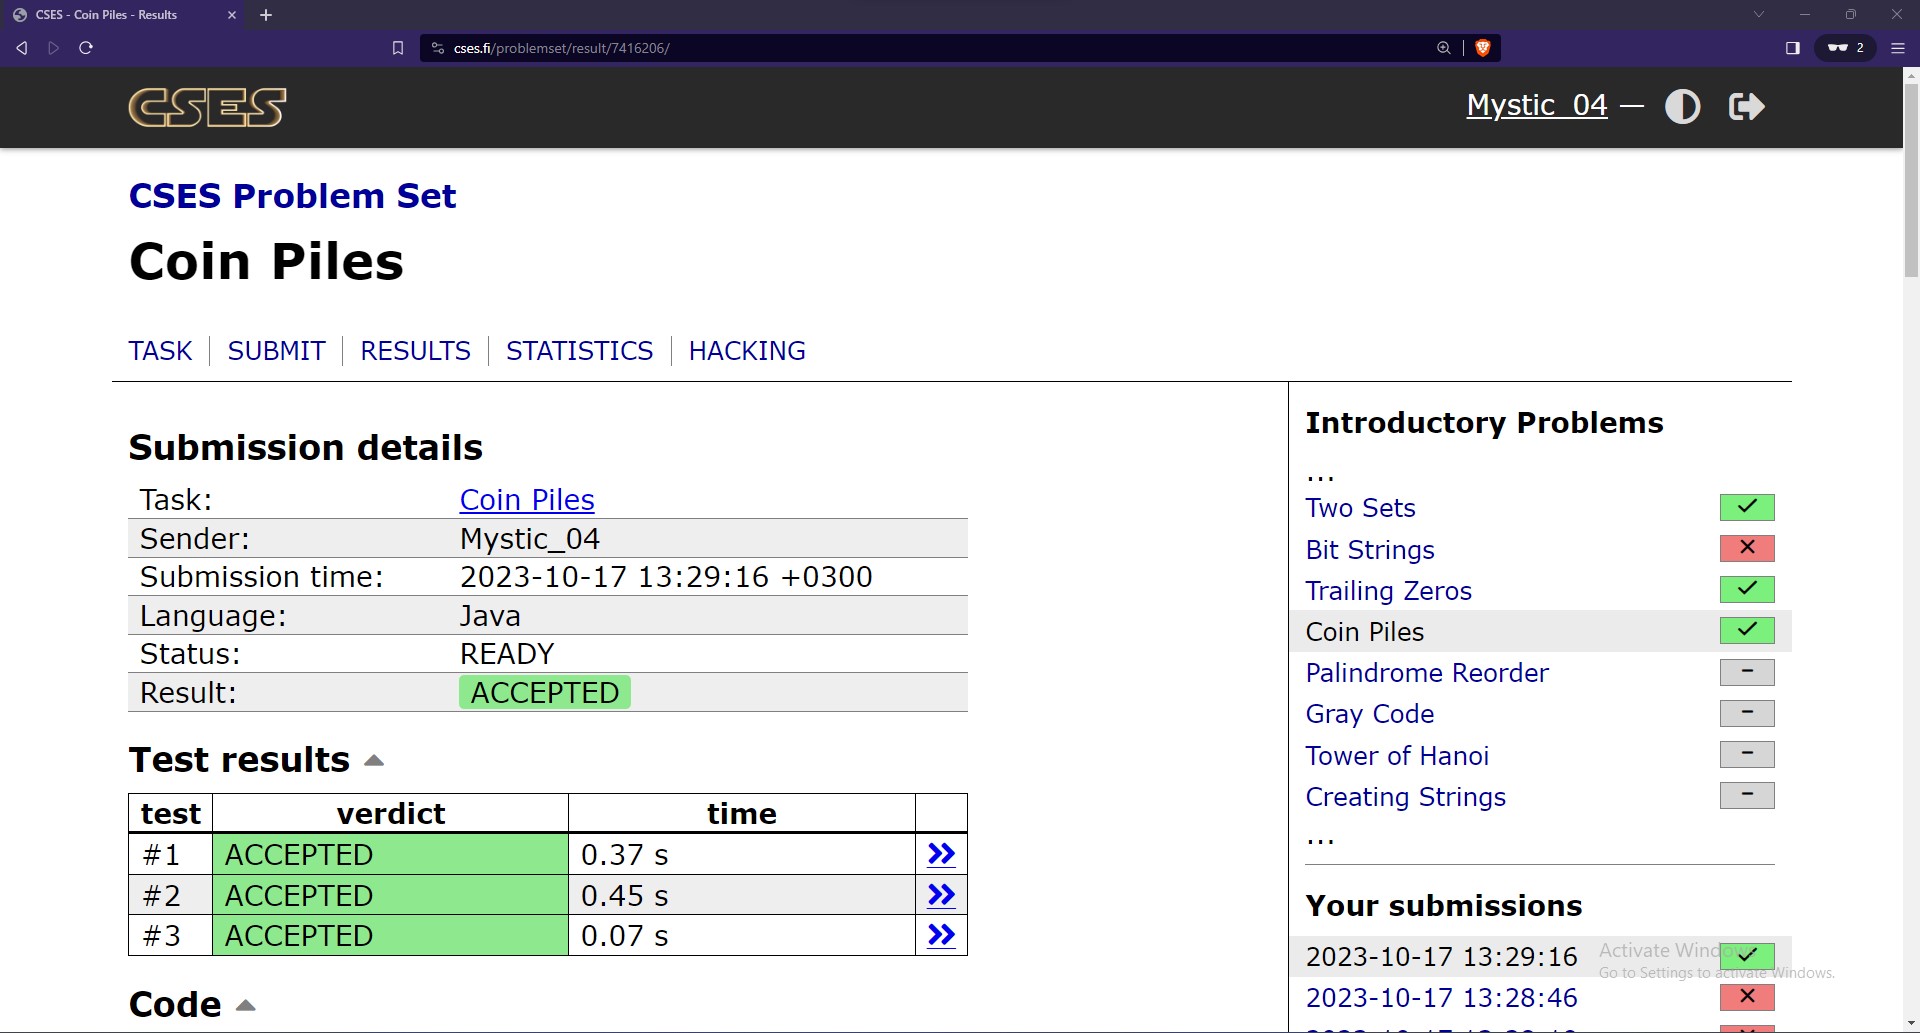 CSES - Coin Piles - Results
cses.fi/problemset/result/7416206/
2
CSES
Mystic_04 —
CSES Problem Set
Coin Piles
TASK
SUBMIT
RESULTS
STATISTICS
HACKING
Submission details
Task: Coin Piles
Sender: Mystic_04
Submission time: 2023-10-17 13:29:16 +0300
Language: Java
Status: READY
Result: ACCEPTED
Test results
test verdict time
#1 ACCEPTED 0.37 s
#2 ACCEPTED 0.45 s
#3 ACCEPTED 0.07 s
Code
Introductory Problems
...
Two Sets
Bit Strings
Trailing Zeros
Coin Piles
Palindrome Reorder
Gray Code
Tower of Hanoi
Creating Strings
...
Your submissions
2023-10-17 13:29:16
2023-10-17 13:28:46
Activate Windows
Go to Settings to activate Windows.